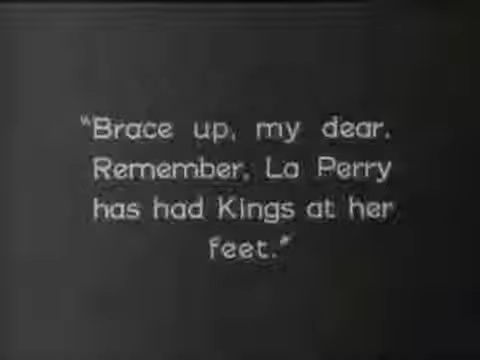 "Brace up, my dear.
Remember, La Perry
has had Kings at her
feet."